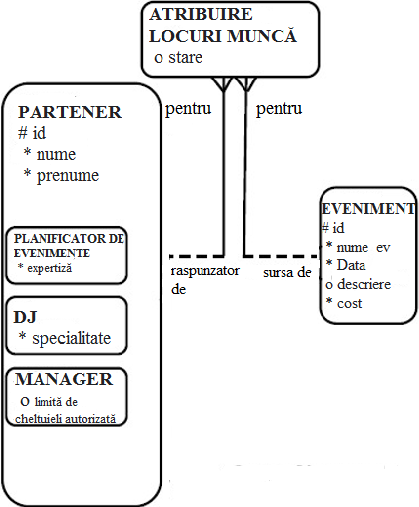 ATRIBUIRE
LOCURI MUNCĂ
o stare
pentru
pentru
PARTENER
# id
* nume
* prenume
PLANIFICATOR DE
EVENIMENTE
* expertiză
DJ
* specialitate
MANAGER
O limită de
cheltuieli autorizată
raspunzator
de
sursa de
EVENIMENT
# id
* nume ev
* Data
o descriere
* cost